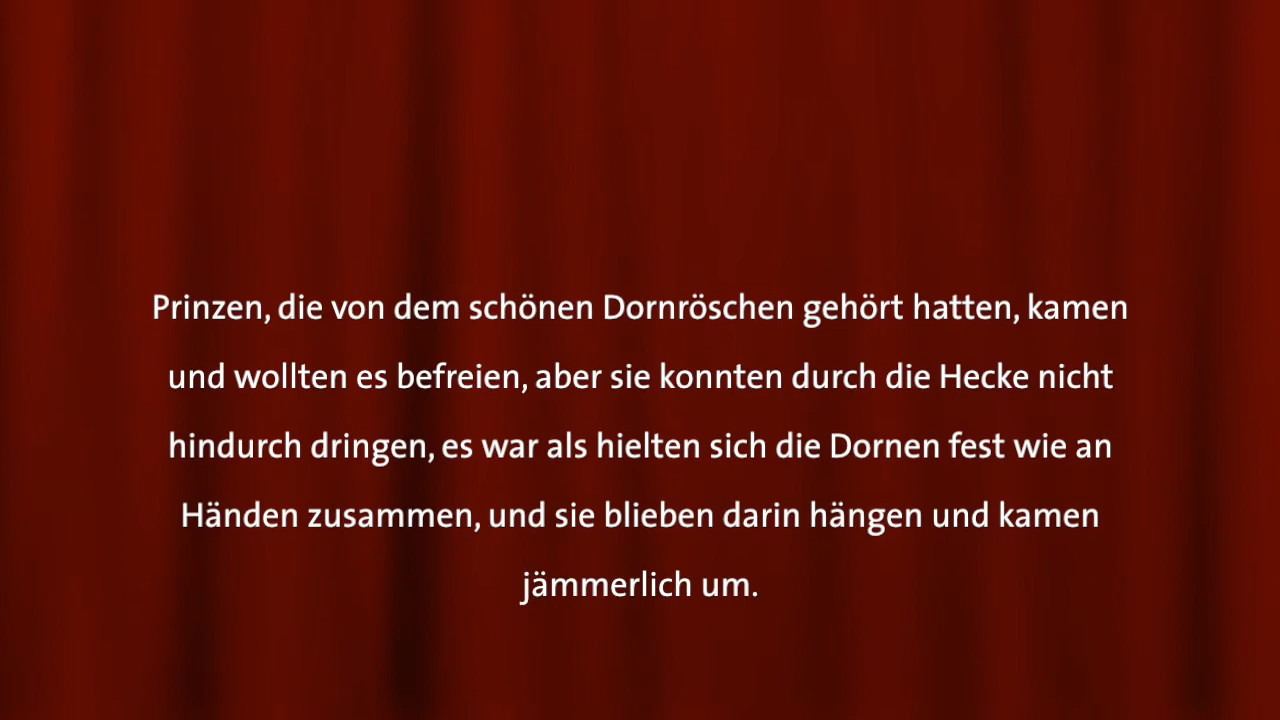 Prinzen, die von dem schönen Dornröschen gehört hatten, kamen
und wollten es befreien, aber sie konnten durch die Hecke nicht
hindurch dringen, es war als hielten sich die Dornen fest wie an
Händen zusammen, und sie blieben darin hängen und kamen
jämmerlich um.